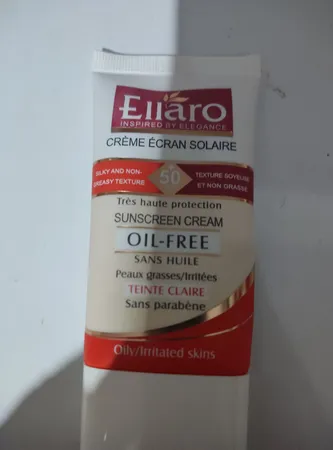 Ellaro
INSPIRED BY ELEGANCE
CRÈME ÉCRAN SOLAIRE
SILKY AND NON-
GREASY TEXTURE
50
TEXTURE SOYEUSE
ET NON GRASSE
Très haute protection
SUNSCREEN CREAM
OIL-FREE
SANS HUILE
Peaux grasses/Irritées
TEINTE CLAIRE
Sans parabène
Oily/Irritated skins